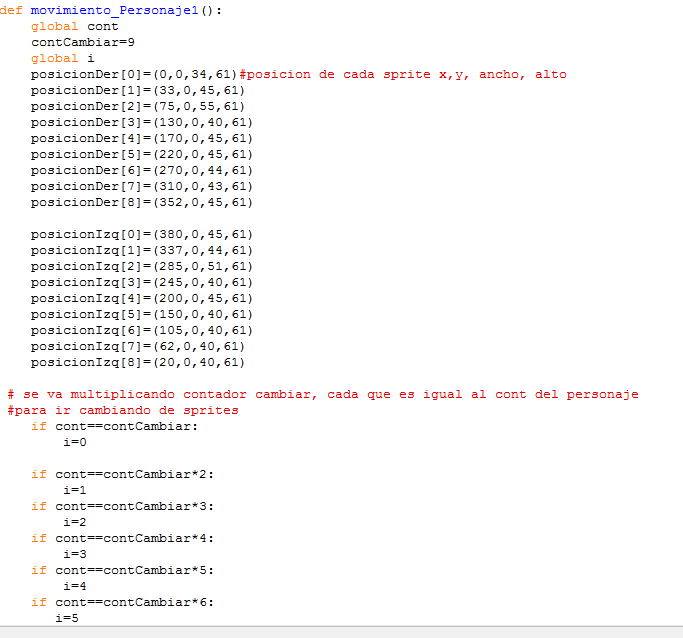 def movimiento_Personaje1():
    global cont
    contCambiar=9
    global i
    posicionDer[0]=(0,0,34,61)#posicion de cada sprite x,y, ancho, alto
    posicionDer[1]=(33,0,45,61)
    posicionDer[2]=(75,0,55,61)
    posicionDer[3]=(130,0,40,61)
    posicionDer[4]=(170,0,45,61)
    posicionDer[5]=(220,0,45,61)
    posicionDer[6]=(270,0,44,61)
    posicionDer[7]=(310,0,43,61)
    posicionDer[8]=(352,0,45,61)

    posicionIzq[0]=(380,0,45,61)
    posicionIzq[1]=(337,0,44,61)
    posicionIzq[2]=(285,0,51,61)
    posicionIzq[3]=(245,0,40,61)
    posicionIzq[4]=(200,0,45,61)
    posicionIzq[5]=(150,0,40,61)
    posicionIzq[6]=(105,0,40,61)
    posicionIzq[7]=(62,0,40,61)
    posicionIzq[8]=(20,0,40,61)

 # se va multiplicando contador cambiar, cada que es igual al cont del personaje
 #para ir cambiando de sprites
    if cont==contCambiar:
        i=0

    if cont==contCambiar*2:
        i=1
    if cont==contCambiar*3:
        i=2
    if cont==contCambiar*4:
        i=3
    if cont==contCambiar*5:
        i=4
    if cont==contCambiar*6:
       i=5